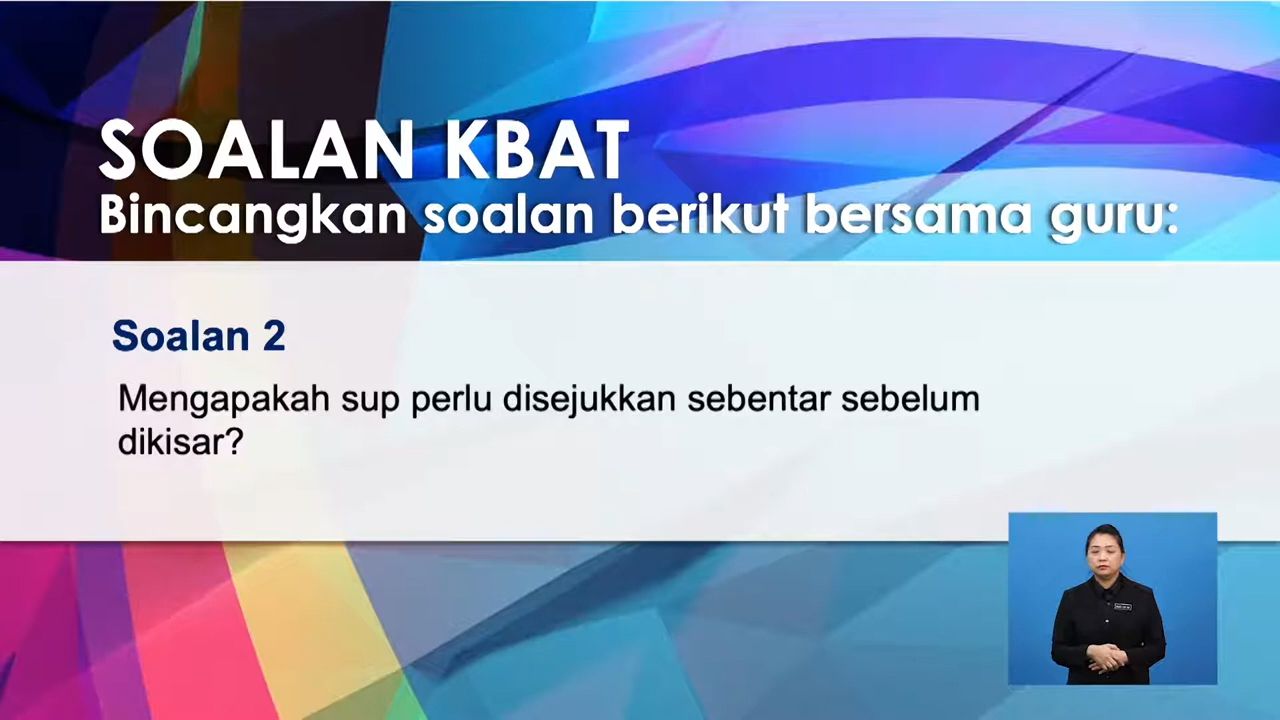 SOALAN KBAT
Bincangkan soalan berikut bersama guru:
Soalan 2
Mengapakah sup perlu disejukkan sebentar sebelum
dikisar?